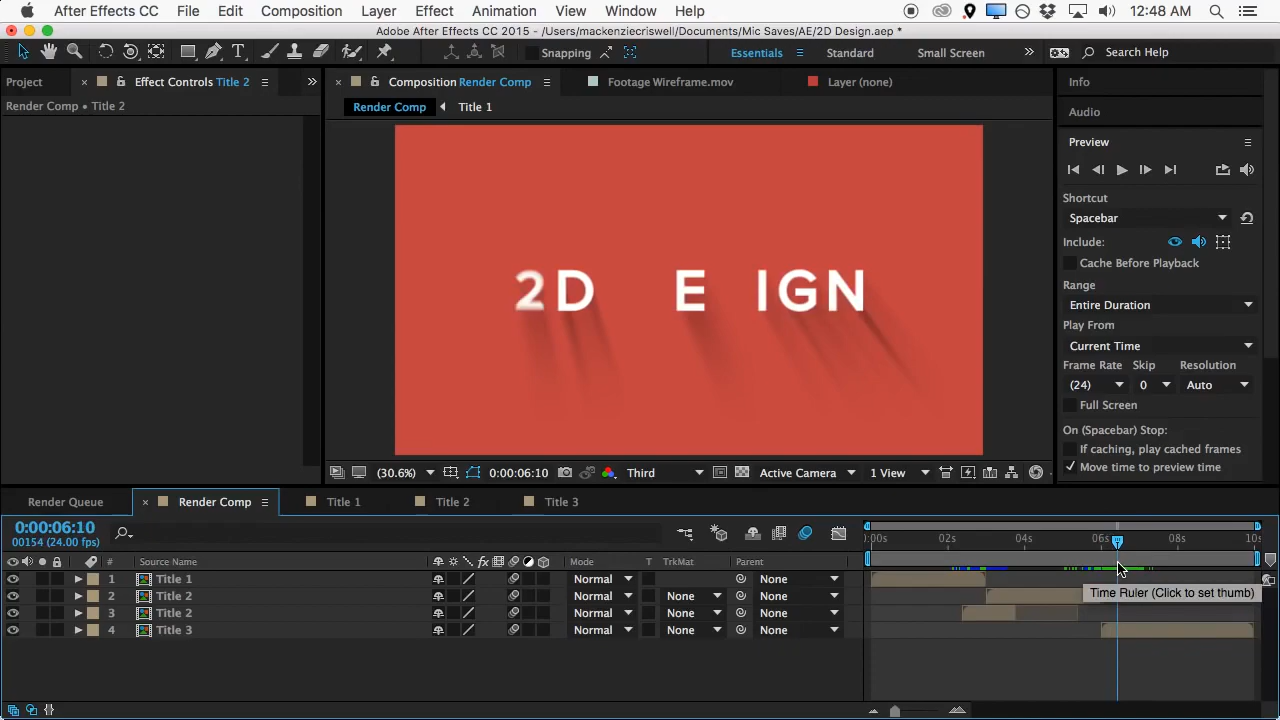 After Effects CC File Edit Composition Layer Effect Animation View Window Help 12:48 AM
Adobe After Effects CC 2015 - /Users/mackenziecriswell/Documents/Mic Saves/AE/2D Design.aep *
Snapping Essentials Standard Small Screen » Search Help
Project × Effect Controls Title 2 » × Composition Render Comp Footage Wireframe.mov Layer (none) Info
Render Comp • Title 2 Render Comp Title 1 Audio
Preview
Shortcut
Spacebar
Include:
Cache Before Playback
Range
2D E IGN
Entire Duration
Play From
Current Time
Frame Rate Skip Resolution
(24) 0 Auto
Full Screen
On (Spacebar) Stop:
If caching, play cached frames
Move time to preview time
(30.6%) 0:00:06:10 Third Active Camera 1 View
Render Queue × Render Comp Title 1 Title 2 Title 3
0:00:06:10
00154 (24.00 fps)
:00s 02s 04s 06s 08s 10s
# Source Name Mode T TrkMat Parent
1 Title 1 Normal None
2 Title 2 Normal None None
Time Ruler (Click to set thumb)
3 Title 2 Normal None None
4 Title 3 Normal None None